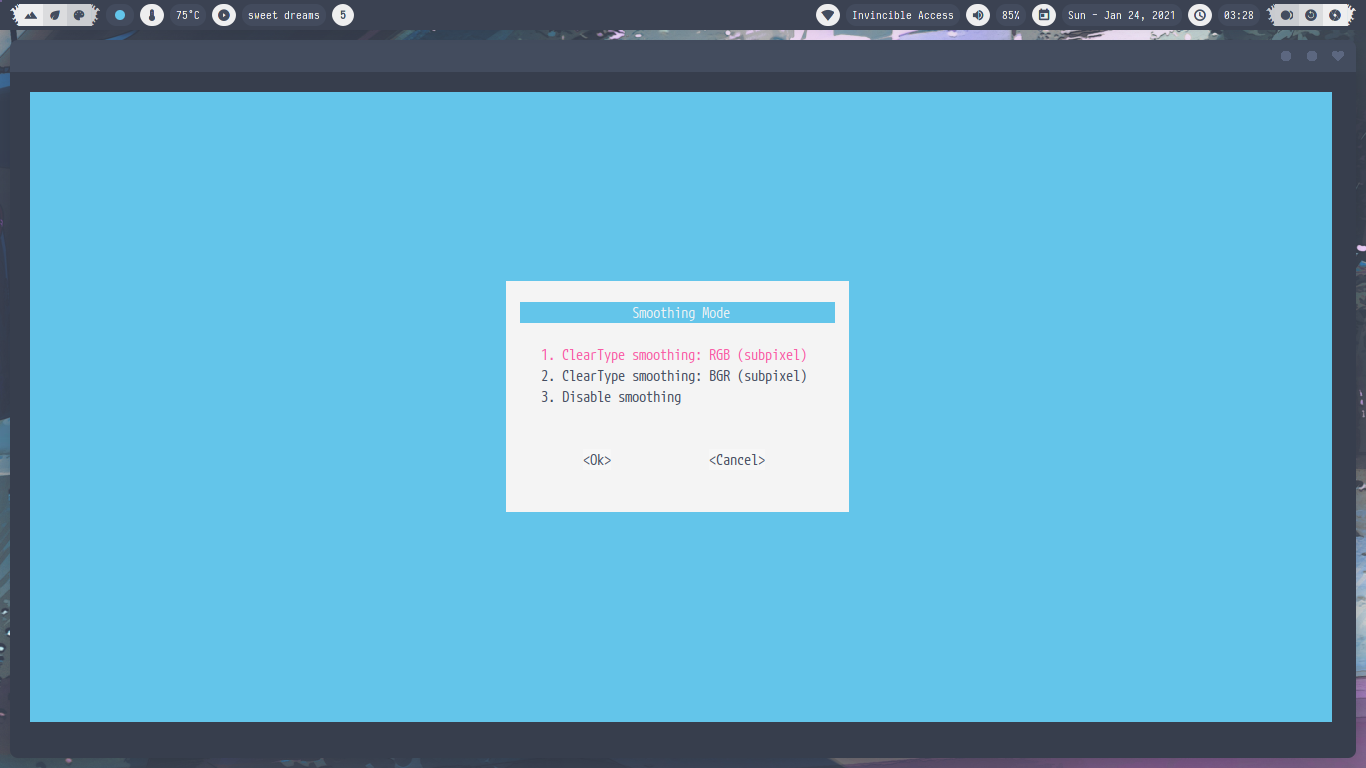 75°C sweet dreams 5 Invincible Access 85% Sun - Jan 24, 2021 03:28
Smoothing Mode
1. ClearType smoothing: RGB (subpixel)
2. ClearType smoothing: BGR (subpixel)
3. Disable smoothing
<Ok> <Cancel>